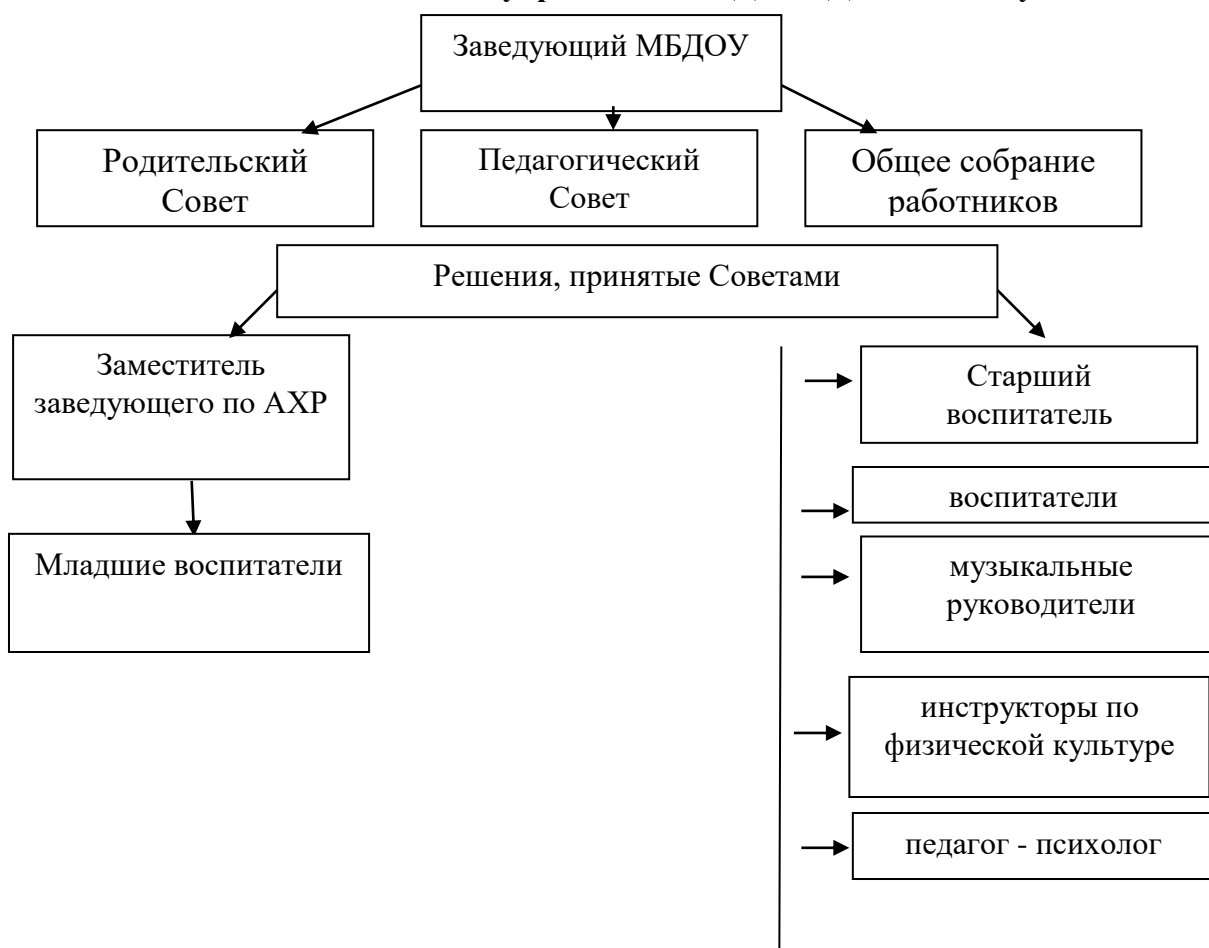 Заведующий МБДОУ
Родительский
Совет
Педагогический
Совет
Общее собрание
работников
Решения, принятые Советами
Заместитель
заведующего по АХР
Младшие воспитатели
Старший
воспитатель
воспитатели
музыкальные
руководители
инструкторы по
физической культуре
педагог - психолог